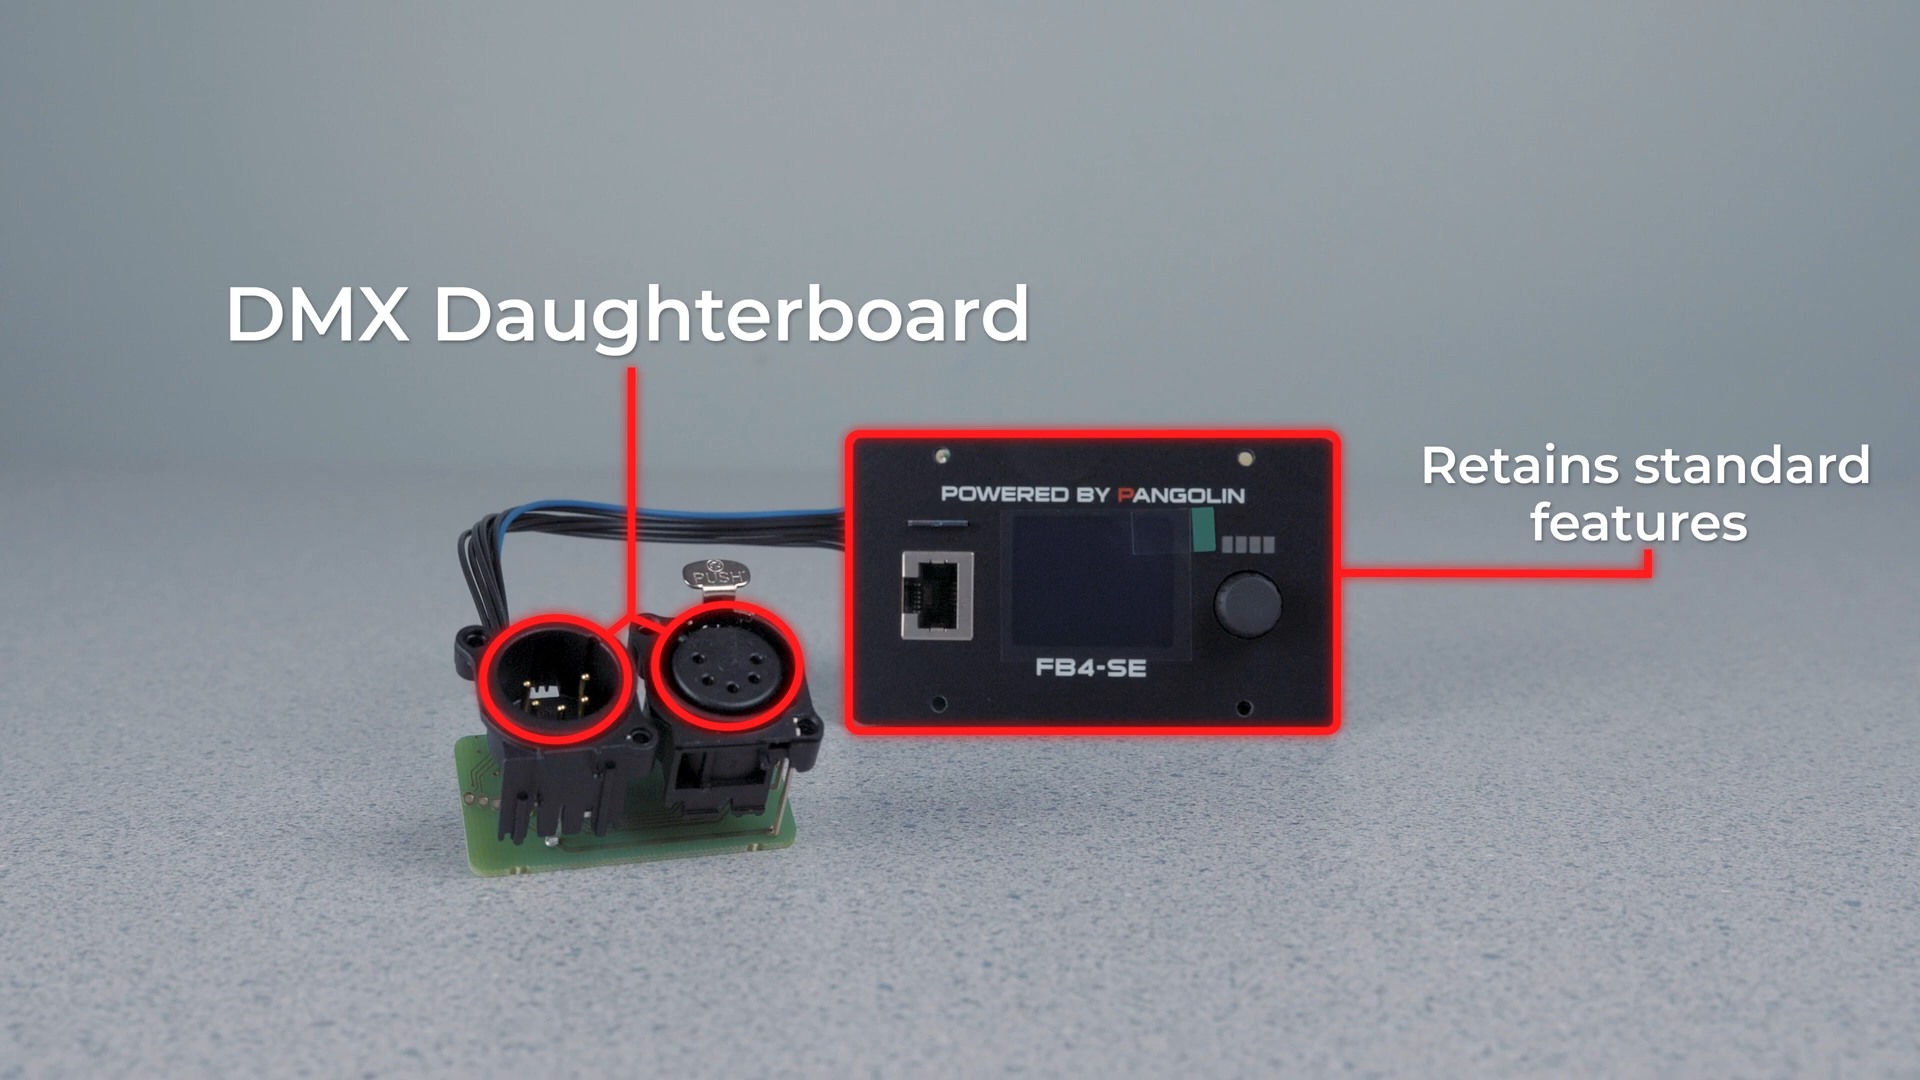 DMX Daughterboard
Retains standard
features
POWERED BY PANGOLIN
PUSH
FB4-SE